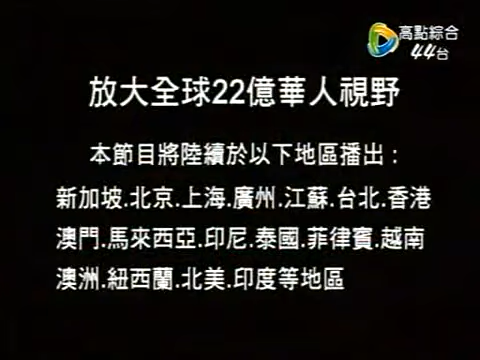 高點綜合
44台
放大全球22億華人視野
本節目將陸續於以下地區播出：
新加坡.北京.上海.廣州.江蘇.台北.香港
澳門.馬來西亞.印尼.泰國.菲律賓.越南
澳洲.紐西蘭.北美.印度等地區